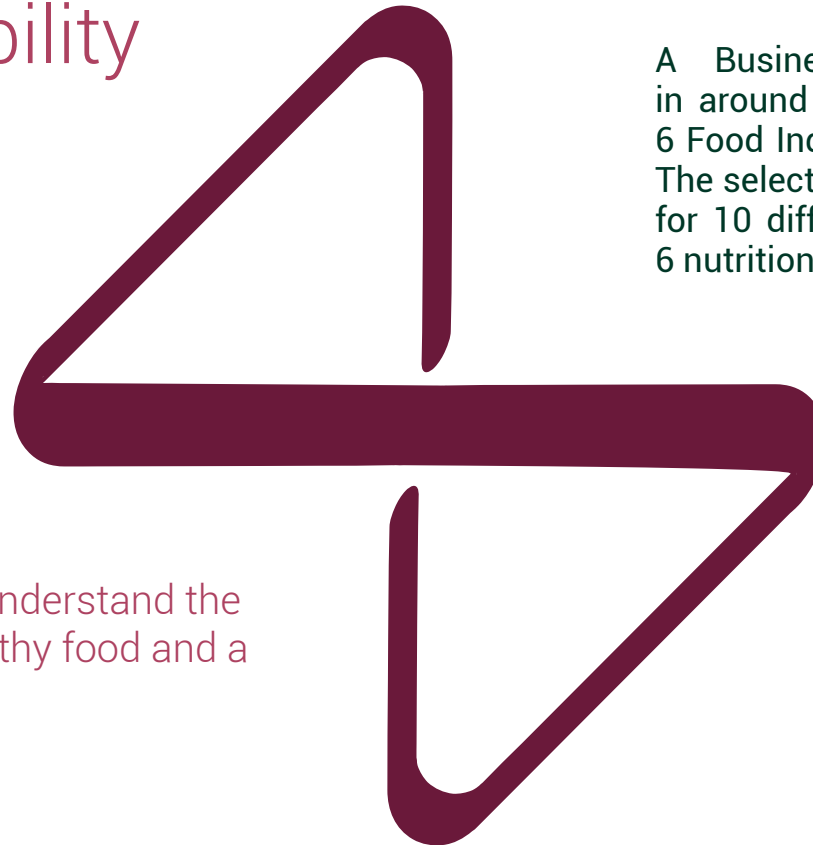 bility
A Busine
in around
6 Food Ind
The select
for 10 diff
6 nutrition
nderstand the
thy food and a